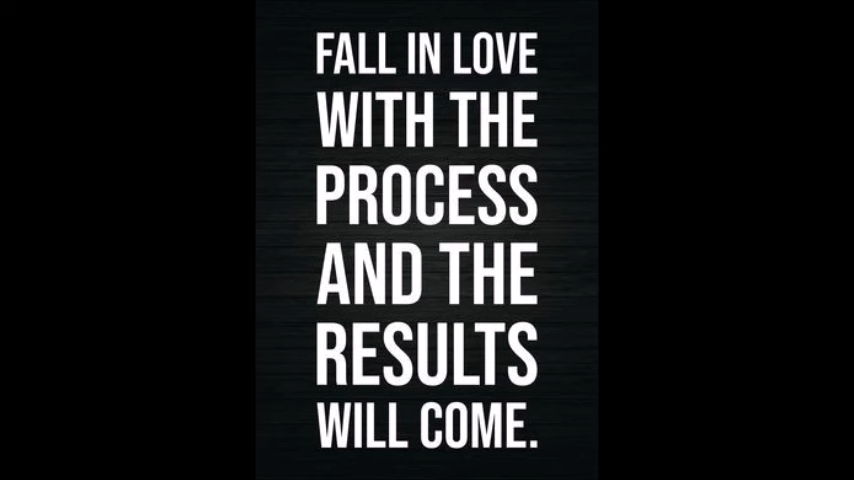 FALL IN LOVE
WITH THE
PROCESS
AND THE
RESULTS
WILL COME.